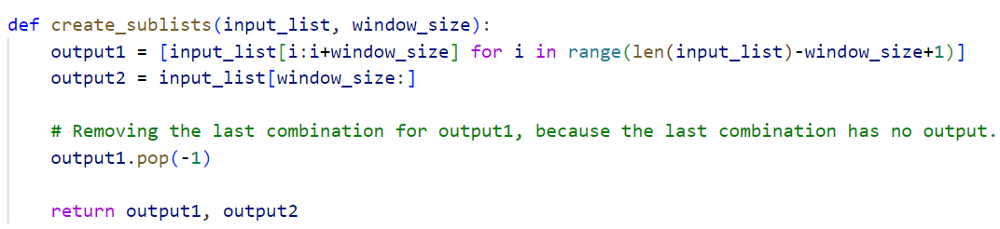 def create_sublists(input_list, window_size):
    output1 = [input_list[i:i+window_size] for i in range(len(input_list)-window_size+1)]
    output2 = input_list[window_size:]

    # Removing the last combination for output1, because the last combination has no output.
    output1.pop(-1)

    return output1, output2